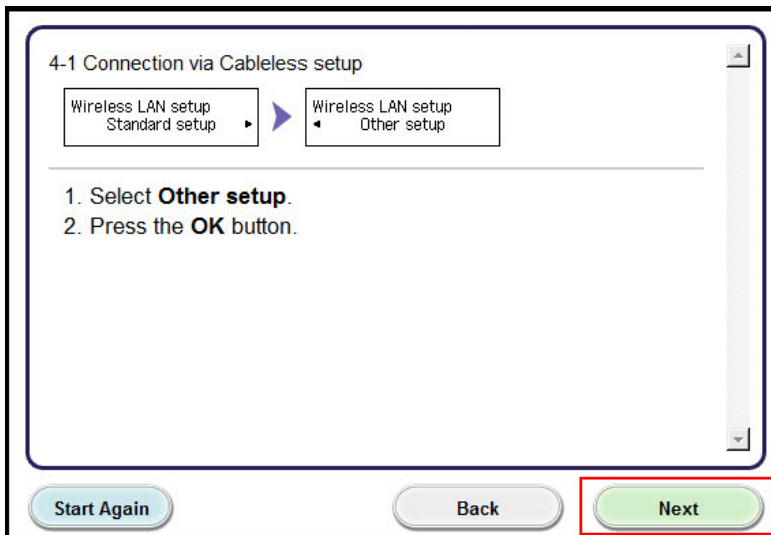 4-1 Connection via Cableless setup
Wireless LAN setup
Standard setup
Wireless LAN setup
Other setup
1. Select Other setup.
2. Press the OK button.
Start Again
Back
Next